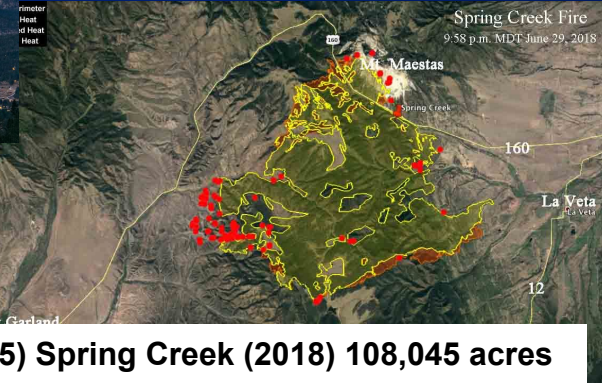 rimeter
Heat
d Heat
Heat
Spring Creek Fire
9:58 p.m. MDT June 29, 2018
160
Mt. Maestas
Spring Creek
160
La Veta
La Veta
12
Garland
5) Spring Creek (2018) 108,045 acres